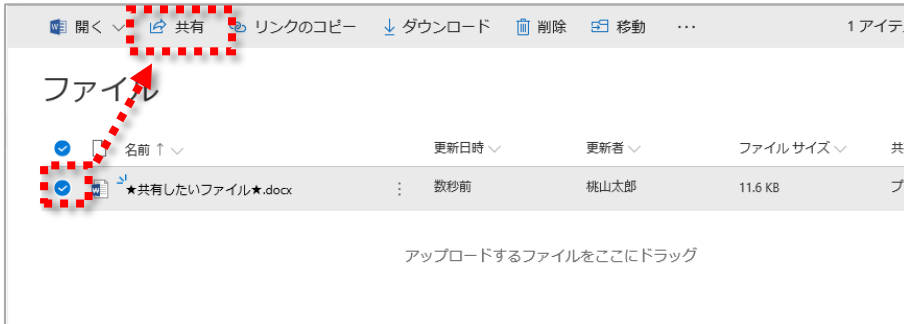 開く 共有 リンクのコピー ダウンロード 削除 移動 … 1 アイテ
ファイル
名前 ↑ 更新日時 更新者 ファイル サイズ 共
★共有したいファイル★.docx 数秒前 桃山太郎 11.6 KB プ
アップロードするファイルをここにドラッグ